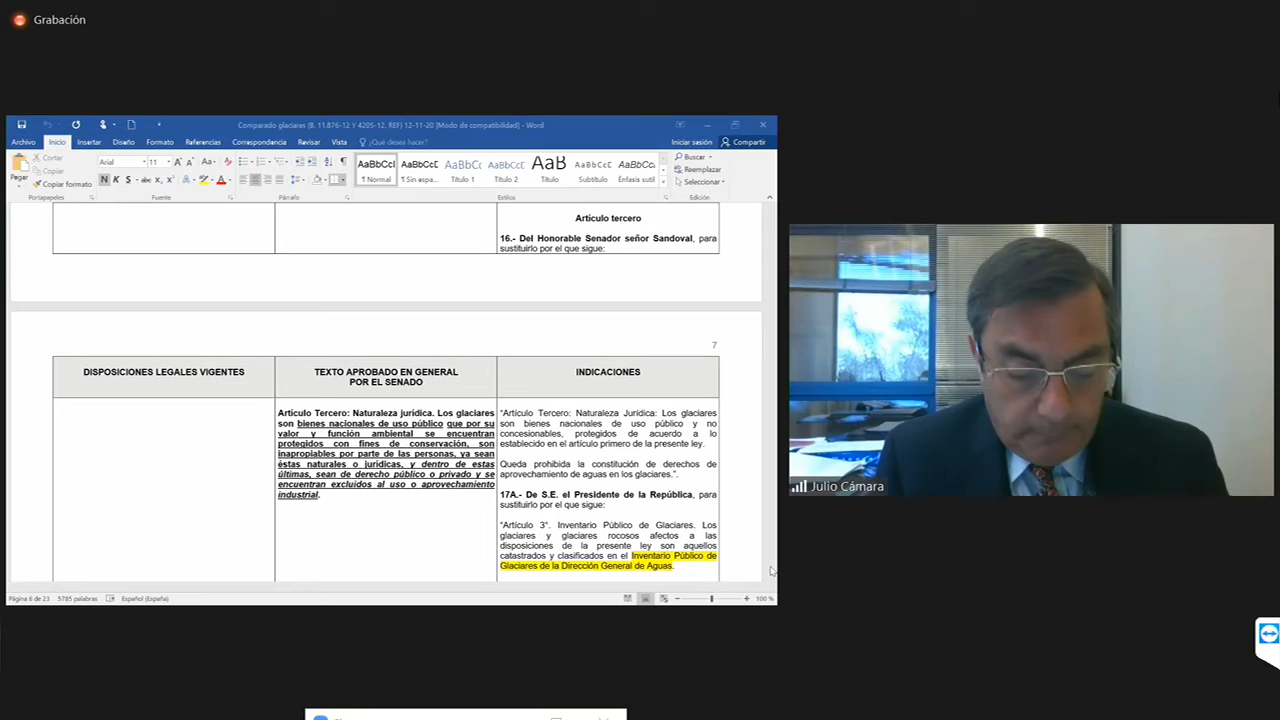 Grabación
Comparado glaciares (B. 11.876-12 Y 4205-12, REF) 12-11-20 [Modo de compatibilidad] - Word
Archivo Inicio Insertar Diseño Formato Referencias Correspondencia Revisar Vista ¿Qué desea hacer? Iniciar sesión Compartir
Pegar
Cortar
Copiar
Copiar formato
Arial 11
N K S abc
AaBbCcI AaBbCcD AaBbCc AaBbCcD AaB AaBbCcD AaBbCc
¶ Normal ¶ Sin espa... Título 1 Título 2 Título Subtítulo Énfasis sutil
Buscar
Reemplazar
Seleccionar
Portapapeles Fuente Párrafo Estilos Edición
Artículo tercero
16.- Del Honorable Senador señor Sandoval, para
sustituirlo por el que sigue:
7
DISPOSICIONES LEGALES VIGENTES
TEXTO APROBADO EN GENERAL
POR EL SENADO
INDICACIONES
Artículo Tercero: Naturaleza jurídica. Los glaciares
son bienes nacionales de uso público que por su
valor y función ambiental se encuentran
protegidos con fines de conservación, son
inapropiables por parte de las personas, ya sean
éstas naturales o jurídicas, y dentro de estas
últimas, sean de derecho público o privado y se
encuentran excluidos al uso o aprovechamiento
industrial.
"Artículo Tercero: Naturaleza Jurídica: Los glaciares
son bienes nacionales de uso público y no
concesionables, protegidos de acuerdo a lo
establecido en el artículo primero de la presente ley.
Queda prohibida la constitución de derechos de
aprovechamiento de aguas en los glaciares.".
17A.- De S.E. el Presidente de la República, para
sustituirlo por el que sigue:
"Artículo 3°. Inventario Público de Glaciares. Los
glaciares y glaciares rocosos afectos a las
disposiciones de la presente ley son aquellos
catastrados y clasificados en el Inventario Público de
Glaciares de la Dirección General de Aguas.
Página 6 de 23 5785 palabras Español (España) 100 %
Julio Cámara